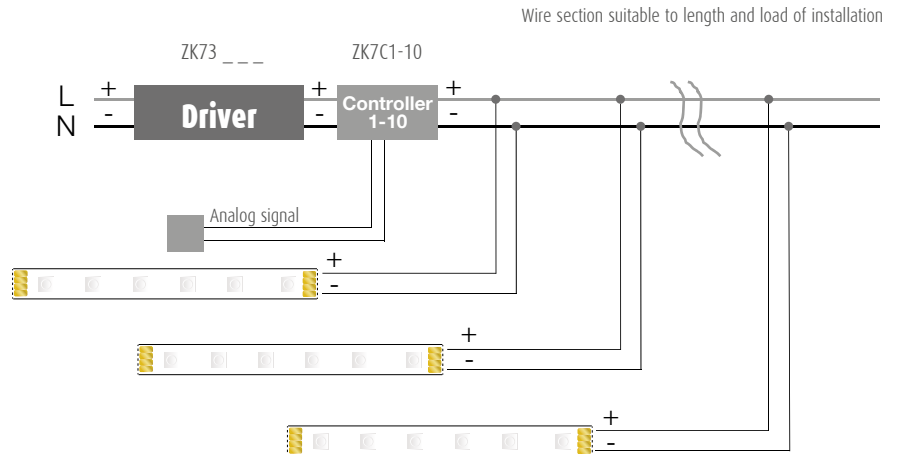 Wire section suitable to length and load of installation
ZK73 _ _ _ ZK7C1-10
L + + +
Driver Controller
1-10
N - - -
Analog signal
+
-
+
-
+
-